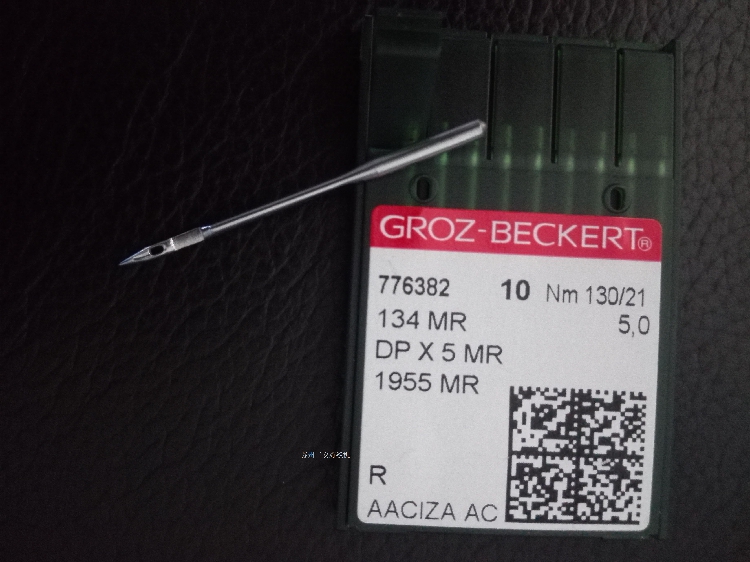 GROZ-BECKERT®
776382 10 Nm 130/21
134 MR 5,0
DP X 5 MR
1955 MR
R
AACIZA AC